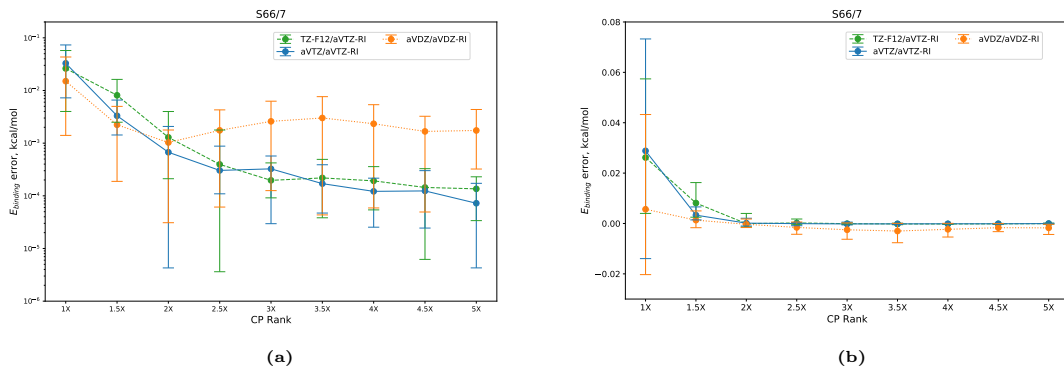 S66/7
TZ-F12/aVTZ-RI
aVTZ/aVTZ-RI
aVDZ/aVDZ-RI
10⁻¹
10⁻²
10⁻³
10⁻⁴
10⁻⁵
10⁻⁶
E_binding error, kcal/mol
1X 1.5X 2X 2.5X 3X 3.5X 4X 4.5X 5X
CP Rank
(a)
S66/7
TZ-F12/aVTZ-RI
aVTZ/aVTZ-RI
aVDZ/aVDZ-RI
0.08
0.06
0.04
0.02
0.00
−0.02
E_binding error, kcal/mol
1X 1.5X 2X 2.5X 3X 3.5X 4X 4.5X 5X
CP Rank
(b)